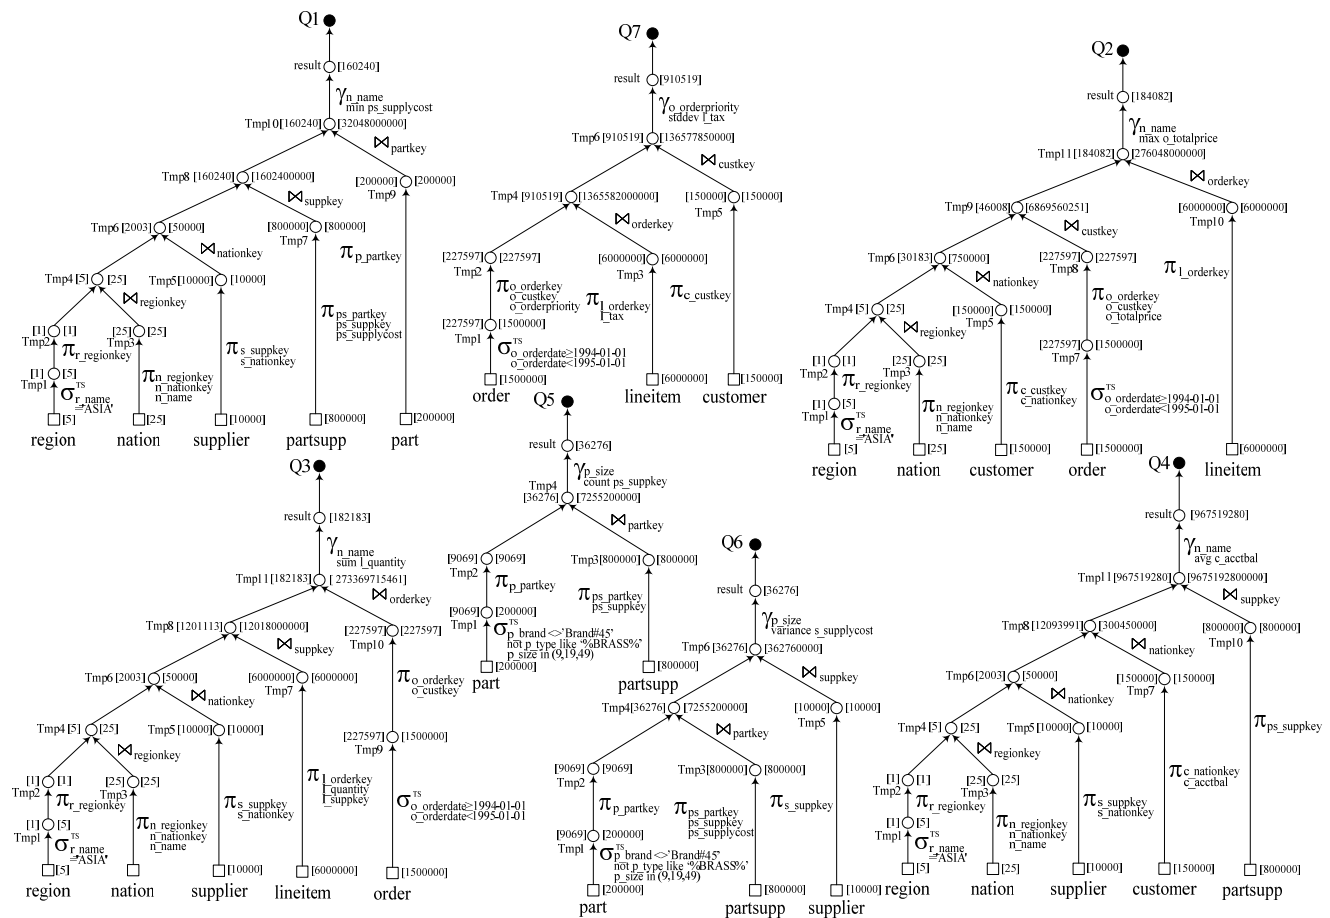 Q1
result [160240]
γ n_name
min ps_supplycost
Tmp10 [160240] [32048000000]
⋈ partkey
Tmp8 [160240] [1602400000]
[200000] [200000]
Tmp9
⋈ suppkey
Tmp6 [2003] [50000]
[800000] [800000]
Tmp7
⋈ nationkey
π p_partkey
Tmp4 [5] [25]
Tmp5 [10000] [10000]
⋈ regionkey
π ps_partkey
ps_suppkey
ps_supplycost
[1] [1]
Tmp2
[25] [25]
Tmp3
π r_regionkey
π s_suppkey
s_nationkey
[1] [5]
Tmp1
π n_regionkey
n_nationkey
n_name
σ TS r_name
='ASIA'
[5] [25] [10000] [800000] [200000]
region nation supplier partsupp part
Q7
result [910519]
γ o_orderpriority
stddev l_tax
Tmp6 [910519] [136577850000]
⋈ custkey
Tmp4 [910519] [1365582000000]
[150000] [150000]
Tmp5
⋈ orderkey
[227597] [227597]
Tmp2
[6000000] [6000000]
Tmp3
π c_custkey
π o_orderkey
o_custkey
o_orderpriority
π l_orderkey
l_tax
[227597] [1500000]
Tmp1
σ TS o_orderdate≥1994-01-01
o_orderdate<1995-01-01
[1500000] [6000000] [150000]
order lineitem customer
Q2
result [184082]
γ n_name
max o_totalprice
Tmp11 [184082] [276048000000]
⋈ orderkey
Tmp9 [46008] [6869560251]
[6000000] [6000000]
Tmp10
⋈ custkey
Tmp6 [30183] [750000]
[227597] [227597]
Tmp8
π l_orderkey
⋈ nationkey
Tmp4 [5] [25]
[150000] [150000]
Tmp5
π o_orderkey
o_custkey
o_totalprice
⋈ regionkey
[227597] [1500000]
Tmp7
[1] [1]
Tmp2
[25] [25]
Tmp3
π r_regionkey
π c_custkey
c_nationkey
σ TS o_orderdate≥1994-01-01
o_orderdate<1995-01-01
[1] [5]
Tmp1
π n_regionkey
n_nationkey
n_name
σ TS r_name
='ASIA'
[5] [25] [150000] [1500000] [6000000]
region nation customer order lineitem
Q3
result [182183]
γ n_name
sum l_quantity
Tmp11 [182183] [273369715461]
⋈ orderkey
Tmp8 [1201113] [12018000000]
[227597] [227597]
Tmp10
⋈ suppkey
Tmp6 [2003] [50000]
[6000000] [6000000]
Tmp7
π o_orderkey
o_custkey
⋈ nationkey
Tmp4 [5] [25]
Tmp5 [10000] [10000]
[227597] [1500000]
Tmp9
⋈ regionkey
[1] [1]
Tmp2
[25] [25]
Tmp3
π r_regionkey
π s_suppkey
s_nationkey
π l_orderkey
l_quantity
l_suppkey
σ TS o_orderdate≥1994-01-01
o_orderdate<1995-01-01
[1] [5]
Tmp1
π n_regionkey
n_nationkey
n_name
σ TS r_name
='ASIA'
[5] [25] [10000] [6000000] [1500000]
region nation supplier lineitem order
Q5
result [36276]
γ p_size
count ps_suppkey
Tmp4
[36276] [7255200000]
⋈ partkey
[9069] [9069]
Tmp2
Tmp3 [800000] [800000]
π p_partkey
π ps_partkey
ps_suppkey
[9069] [200000]
Tmp1
σ TS p_brand <>'Brand#45'
not p_type like '%BRASS%'
p_size in (9,19,49)
[200000] [800000]
part partsupp
Q6
result [36276]
γ p_size
variance s_supplycost
Tmp6 [36276] [362760000]
⋈ suppkey
Tmp4 [36276] [7255200000]
[10000] [10000]
Tmp5
⋈ partkey
[9069] [9069]
Tmp2
Tmp3 [800000] [800000]
π p_partkey
π ps_partkey
ps_suppkey
ps_supplycost
π s_suppkey
[9069] [200000]
Tmp1
σ TS p_brand <>'Brand#45'
not p_type like '%BRASS%'
p_size in (9,19,49)
[200000] [800000] [10000]
part partsupp supplier
Q4
result [967519280]
γ n_name
avg c_acctbal
Tmp11 [967519280] [9675192800000]
⋈ suppkey
Tmp8 [12093991] [300450000]
[800000] [800000]
Tmp10
⋈ nationkey
Tmp6 [2003] [50000]
[150000] [150000]
Tmp7
⋈ nationkey
Tmp4 [5] [25]
Tmp5 [10000] [10000]
π ps_suppkey
⋈ regionkey
[1] [1]
Tmp2
[25] [25]
Tmp3
π r_regionkey
π s_suppkey
s_nationkey
π c_nationkey
c_acctbal
[1] [5]
Tmp1
π n_regionkey
n_nationkey
n_name
σ TS r_name
='ASIA'
[5] [25] [10000] [150000] [800000]
region nation supplier customer partsupp